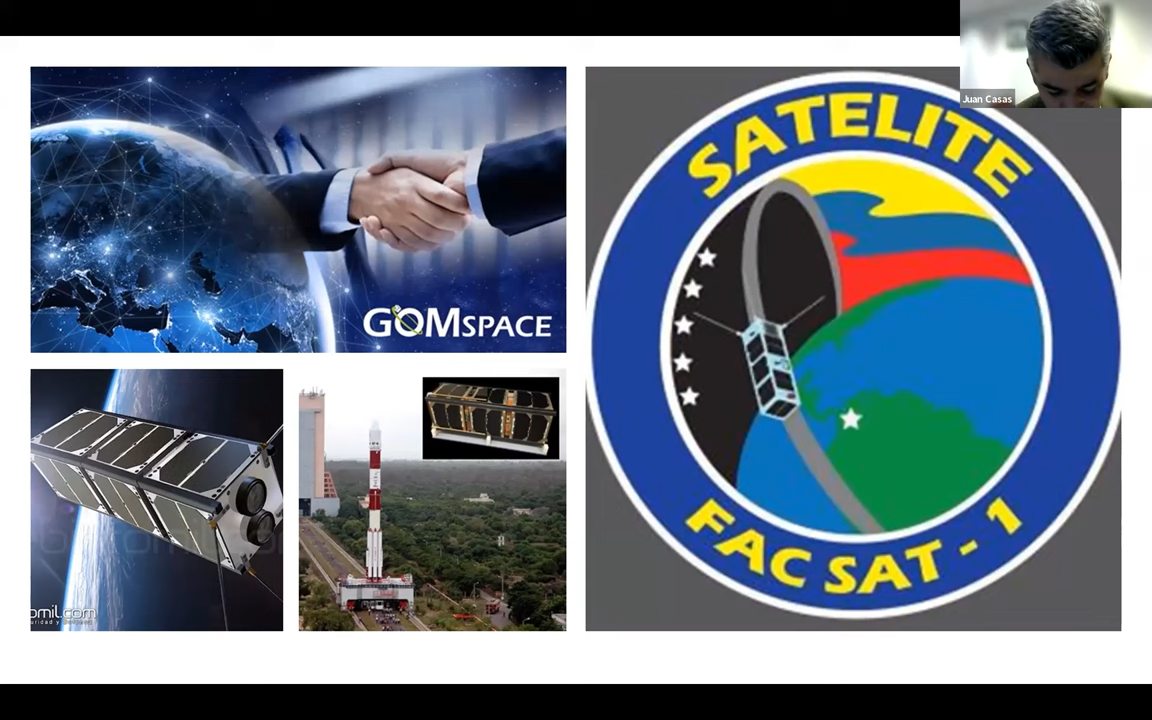 Juan Casas
GOMSPACE
SATELITE
FAC SAT - 1
omil.com